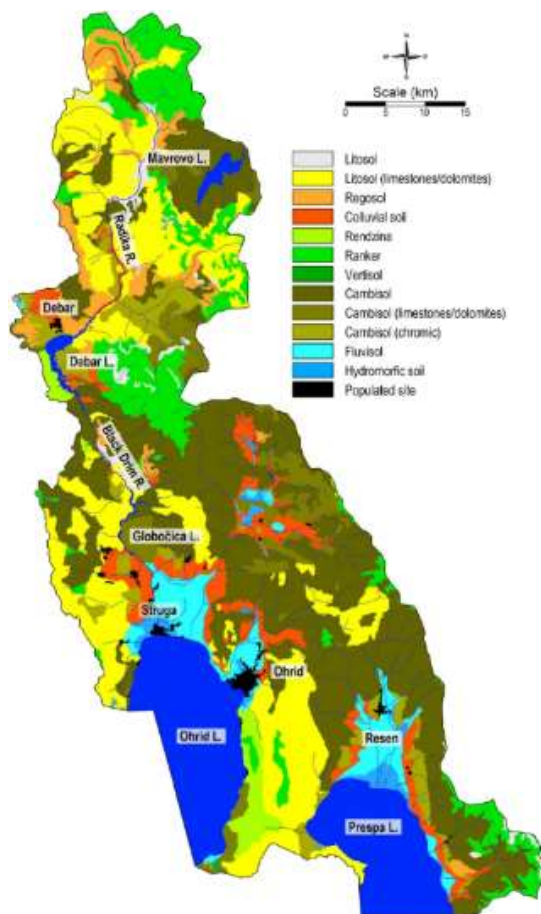 N
W
E
S
Scale (km)
0 5 10 15
Litosol
Litosol (limestones/dolomites)
Regosol
Colluvial soil
Rendzina
Ranker
Vertisol
Cambisol
Cambisol (limestones/dolomites)
Cambisol (chromic)
Fluvisol
Hydromorfic soil
Populated site
Mavrovo L.
Radika R.
Debar
Debar L.
Black Drim R.
Globočica L.
Struga
Ohrid
Ohrid L.
Resen
Prespa L.